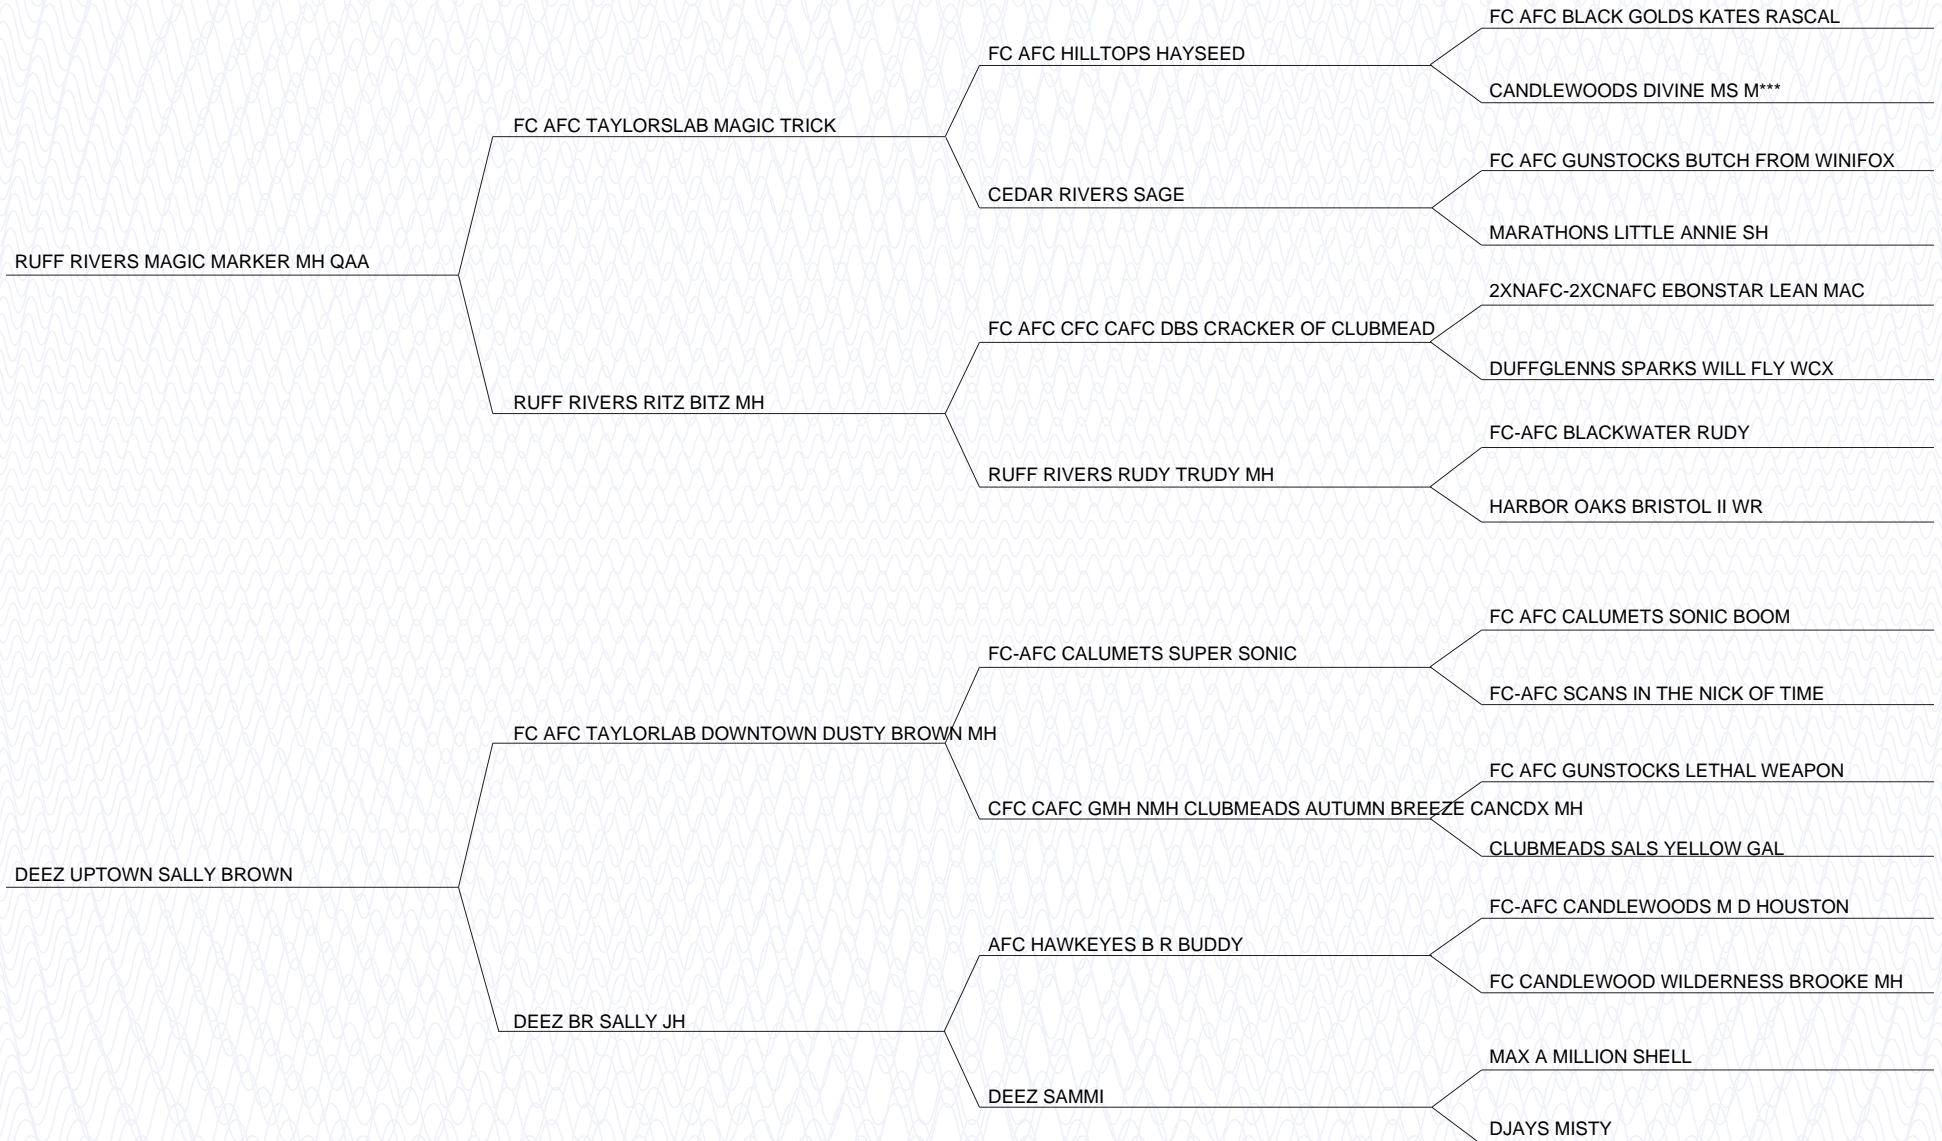 FC AFC BLACK GOLDS KATES RASCAL
FC AFC HILLTOPS HAYSEED
CANDLEWOODS DIVINE MS M***
FC AFC TAYLORSLAB MAGIC TRICK
FC AFC GUNSTOCKS BUTCH FROM WINIFOX
CEDAR RIVERS SAGE
MARATHONS LITTLE ANNIE SH
RUFF RIVERS MAGIC MARKER MH QAA
2XNAFC-2XCNAFC EBONSTAR LEAN MAC
FC AFC CFC CAFC DBS CRACKER OF CLUBMEAD
DUFFGLENNS SPARKS WILL FLY WCX
RUFF RIVERS RITZ BITZ MH
FC-AFC BLACKWATER RUDY
RUFF RIVERS RUDY TRUDY MH
HARBOR OAKS BRISTOL II WR
FC AFC CALUMETS SONIC BOOM
FC-AFC CALUMETS SUPER SONIC
FC-AFC SCANS IN THE NICK OF TIME
FC AFC TAYLORLAB DOWNTOWN DUSTY BROWN MH
FC AFC GUNSTOCKS LETHAL WEAPON
CFC CAFC GMH NMH CLUBMEADS AUTUMN BREEZE CANCDX MH
CLUBMEADS SALS YELLOW GAL
DEEZ UPTOWN SALLY BROWN
FC-AFC CANDLEWOODS M D HOUSTON
AFC HAWKEYES B R BUDDY
FC CANDLEWOOD WILDERNESS BROOKE MH
DEEZ BR SALLY JH
MAX A MILLION SHELL
DEEZ SAMMI
DJAYS MISTY